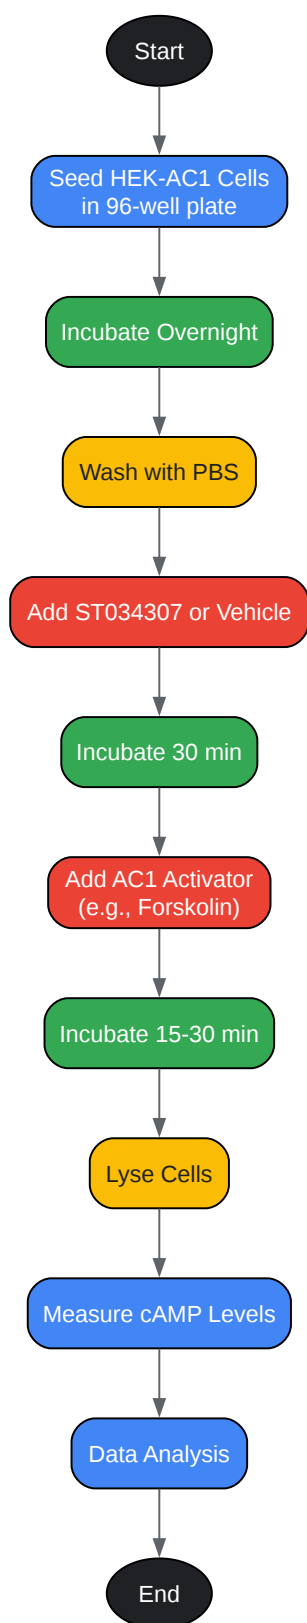 Start
Seed HEK-AC1 Cells
in 96-well plate
Incubate Overnight
Wash with PBS
Add ST034307 or Vehicle
Incubate 30 min
Add AC1 Activator
(e.g., Forskolin)
Incubate 15-30 min
Lyse Cells
Measure cAMP Levels
Data Analysis
End